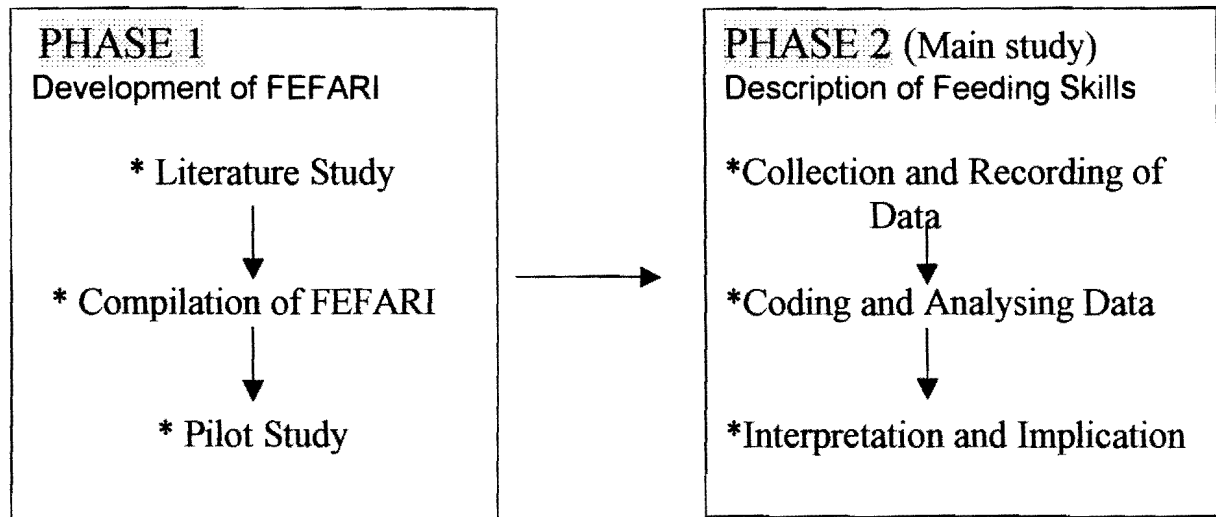 PHASE 1
Development of FEFARI
* Literature Study
* Compilation of FEFARI
* Pilot Study
PHASE 2 (Main study)
Description of Feeding Skills
*Collection and Recording of
Data
*Coding and Analysing Data
*Interpretation and Implication